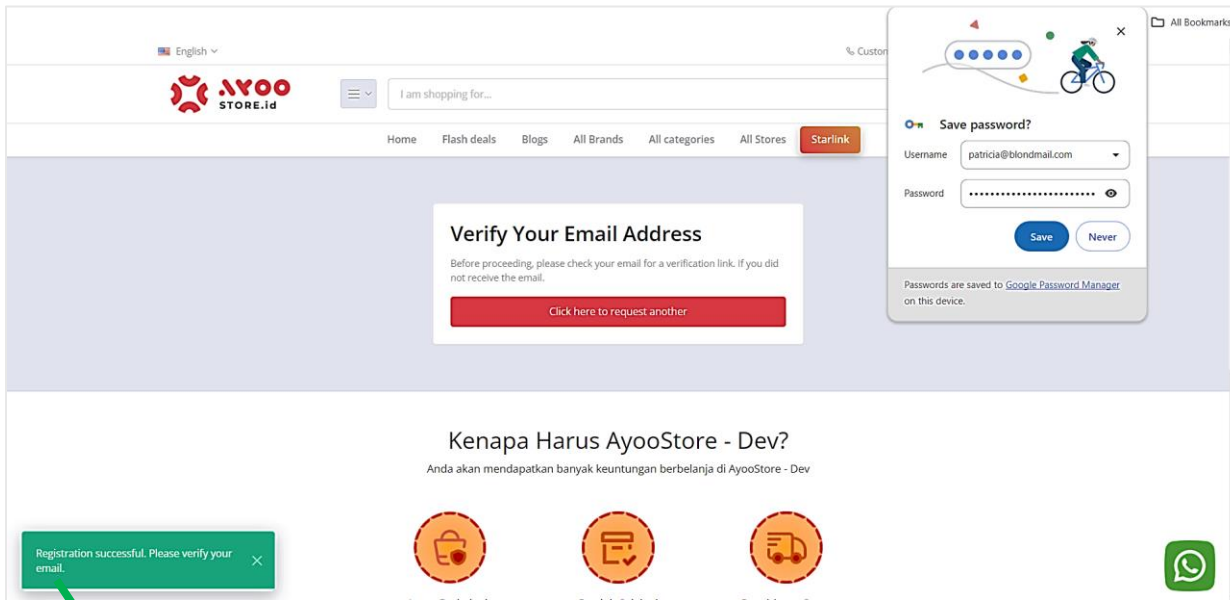 All Bookmarks
English
Custon
AYOO
STORE.id
I am shopping for...
Home Flash deals Blogs All Brands All categories All Stores Starlink
Save password?
Username patricia@blondmail.com
Password
Save Never
Passwords are saved to Google Password Manager
on this device.
Verify Your Email Address
Before proceeding, please check your email for a verification link. if you did
not receive the email.
Click here to request another
Kenapa Harus AyooStore - Dev?
Anda akan mendapatkan banyak keuntungan berbelanja di AyooStore - Dev
Registration successful. Please verify your
email.